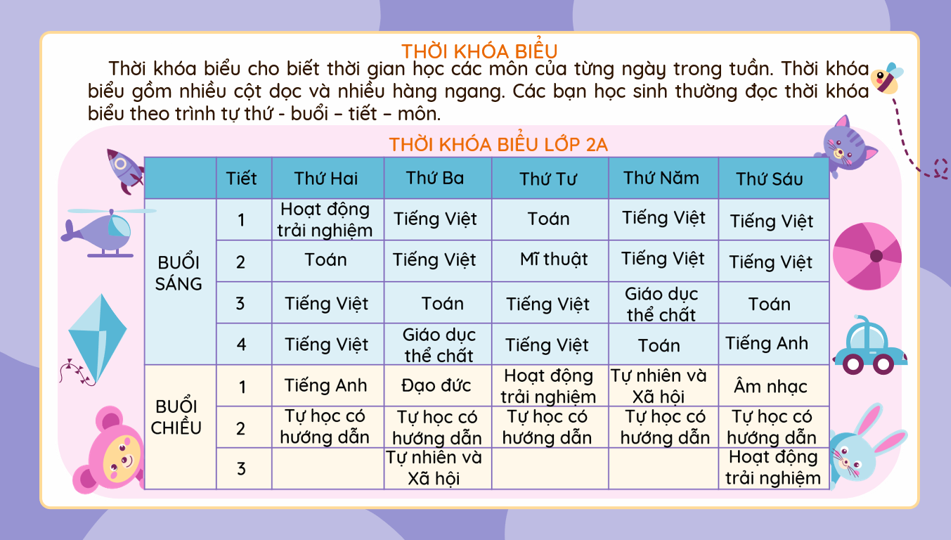 THỜI KHÓA BIỂU
Thời khóa biểu cho biết thời gian học các môn của từng ngày trong tuần. Thời khóa
biểu gồm nhiều cột dọc và nhiều hàng ngang. Các bạn học sinh thường đọc thời khóa
biểu theo trình tự thứ - buổi – tiết – môn.
THỜI KHÓA BIỂU LỚP 2A
Tiết Thứ Hai Thứ Ba Thứ Tư Thứ Năm Thứ Sáu
BUỔI
SÁNG
1 Hoạt động
trải nghiệm Tiếng Việt Toán Tiếng Việt Tiếng Việt
2 Toán Tiếng Việt Mĩ thuật Tiếng Việt Tiếng Việt
3 Tiếng Việt Toán Tiếng Việt Giáo dục
thể chất Toán
4 Tiếng Việt Giáo dục
thể chất Tiếng Việt Toán Tiếng Anh
BUỔI
CHIỀU
1 Tiếng Anh Đạo đức Hoạt động
trải nghiệm Tự nhiên và
Xã hội Âm nhạc
2 Tự học có
hướng dẫn Tự học có
hướng dẫn Tự học có
hướng dẫn Tự học có
hướng dẫn Tự học có
hướng dẫn
3 Tự nhiên và
Xã hội Hoạt động
trải nghiệm